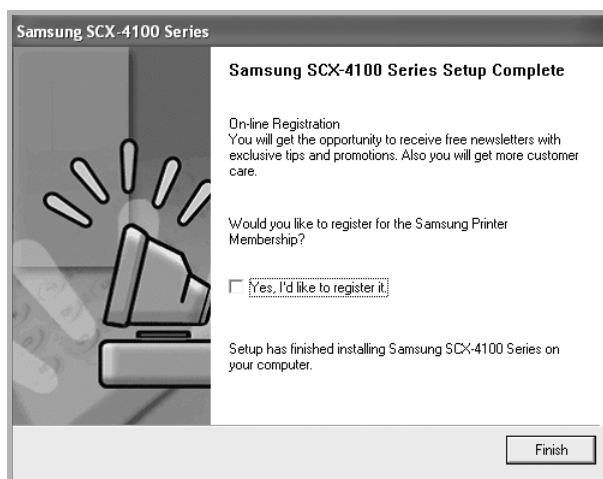 Samsung SCX-4100 Series
Samsung SCX-4100 Series Setup Complete
On-line Registration
You will get the opportunity to receive free newsletters with
exclusive tips and promotions. Also you will get more customer
care.
Would you like to register for the Samsung Printer
Membership?
Yes, I'd like to register it.
Setup has finished installing Samsung SCX-4100 Series on
your computer.
Finish